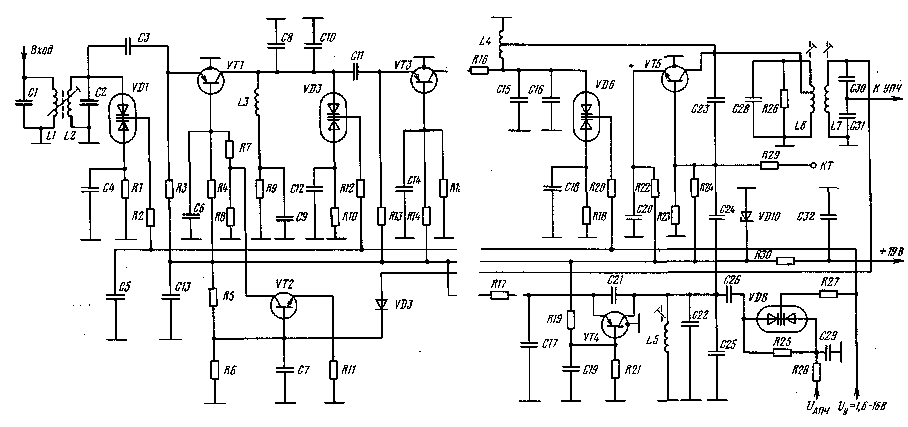 Вход
C1
L1
L2
C2
C3
VD1
C4
R1
R2
R3
VT1
C6
R4
R7
R8
L3
R9
C9
C8
C10
VD3
C12
R10
R12
C11
VT3
C14
R13
R14
C5
C13
R5
R6
VT2
C7
R11
VD3
L4
R16
C15
C16
VD6
C18
R20
R18
VT5
C20
R22
R23
C23
R24
C24
C28
R26
L6
L7
C30
C31
К УПЧ
R29
КТ
VD10
C32
R30
+19В
R17
C17
R19
C19
C21
VT4
R21
L5
C22
C25
C26
VD8
R27
R25
C29
R28
UАПЧ
Uв=1,6-16В